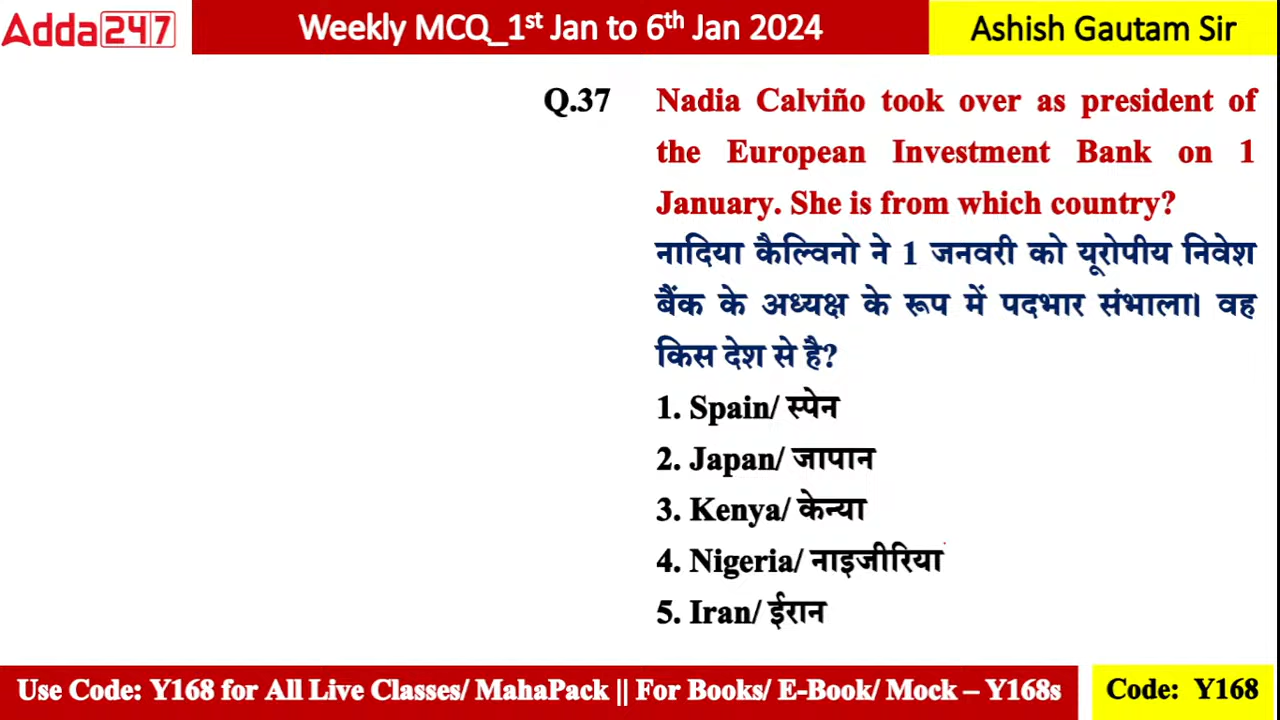 Adda247
Weekly MCQ_1st Jan to 6th Jan 2024
Ashish Gautam Sir
Q.37 Nadia Calviño took over as president of
the European Investment Bank on 1
January. She is from which country?
नादिया कैल्विनो ने 1 जनवरी को यूरोपीय निवेश
बैंक के अध्यक्ष के रूप में पदभार संभाला। वह
किस देश से है?
1. Spain/ स्पेन
2. Japan/ जापान
3. Kenya/ केन्या
4. Nigeria/ नाइजीरिया
5. Iran/ ईरान
Use Code: Y168 for All Live Classes/ MahaPack || For Books/ E-Book/ Mock – Y168s
Code: Y168